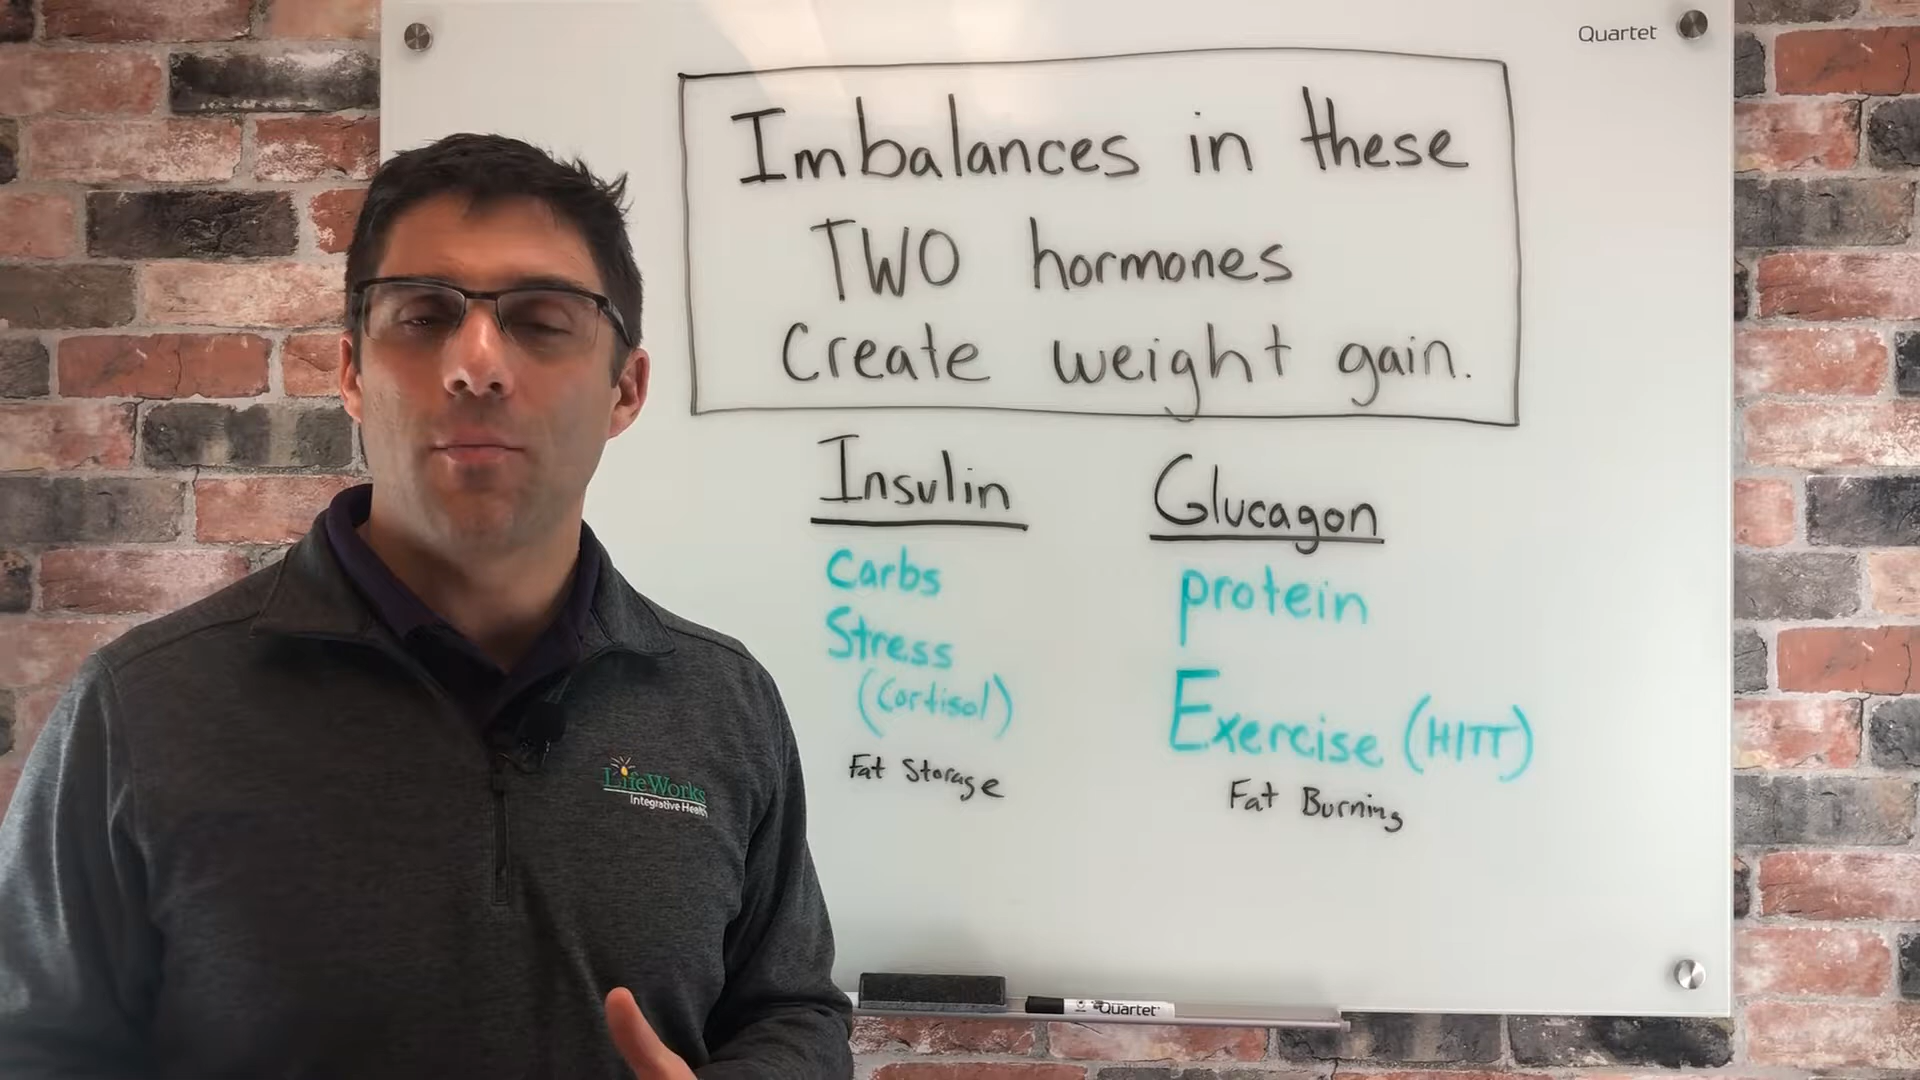 Quartet
Imbalances in these
TWO hormones
Create weight gain.
Insulin
Carbs
Stress
(Cortisol)
Fat Storage
Glucagon
protein
Exercise (HITT)
Fat Burning
LifeWorks
Integrative Health
Quartet